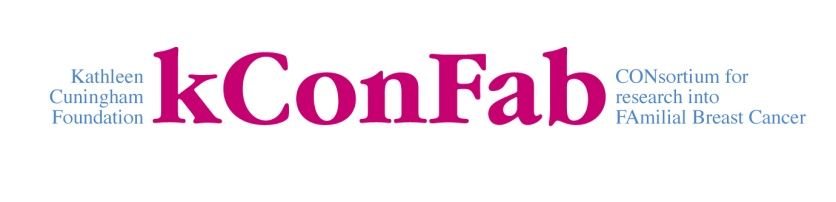 Kathleen
Cuningham
Foundation
kConFab
CONsortium for
research into
FAmilial Breast Cancer